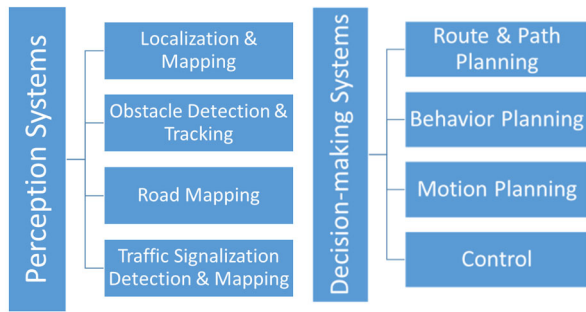 Perception Systems
Localization &
Mapping
Obstacle Detection &
Tracking
Road Mapping
Traffic Signalization
Detection & Mapping
Decision-making Systems
Route & Path
Planning
Behavior Planning
Motion Planning
Control